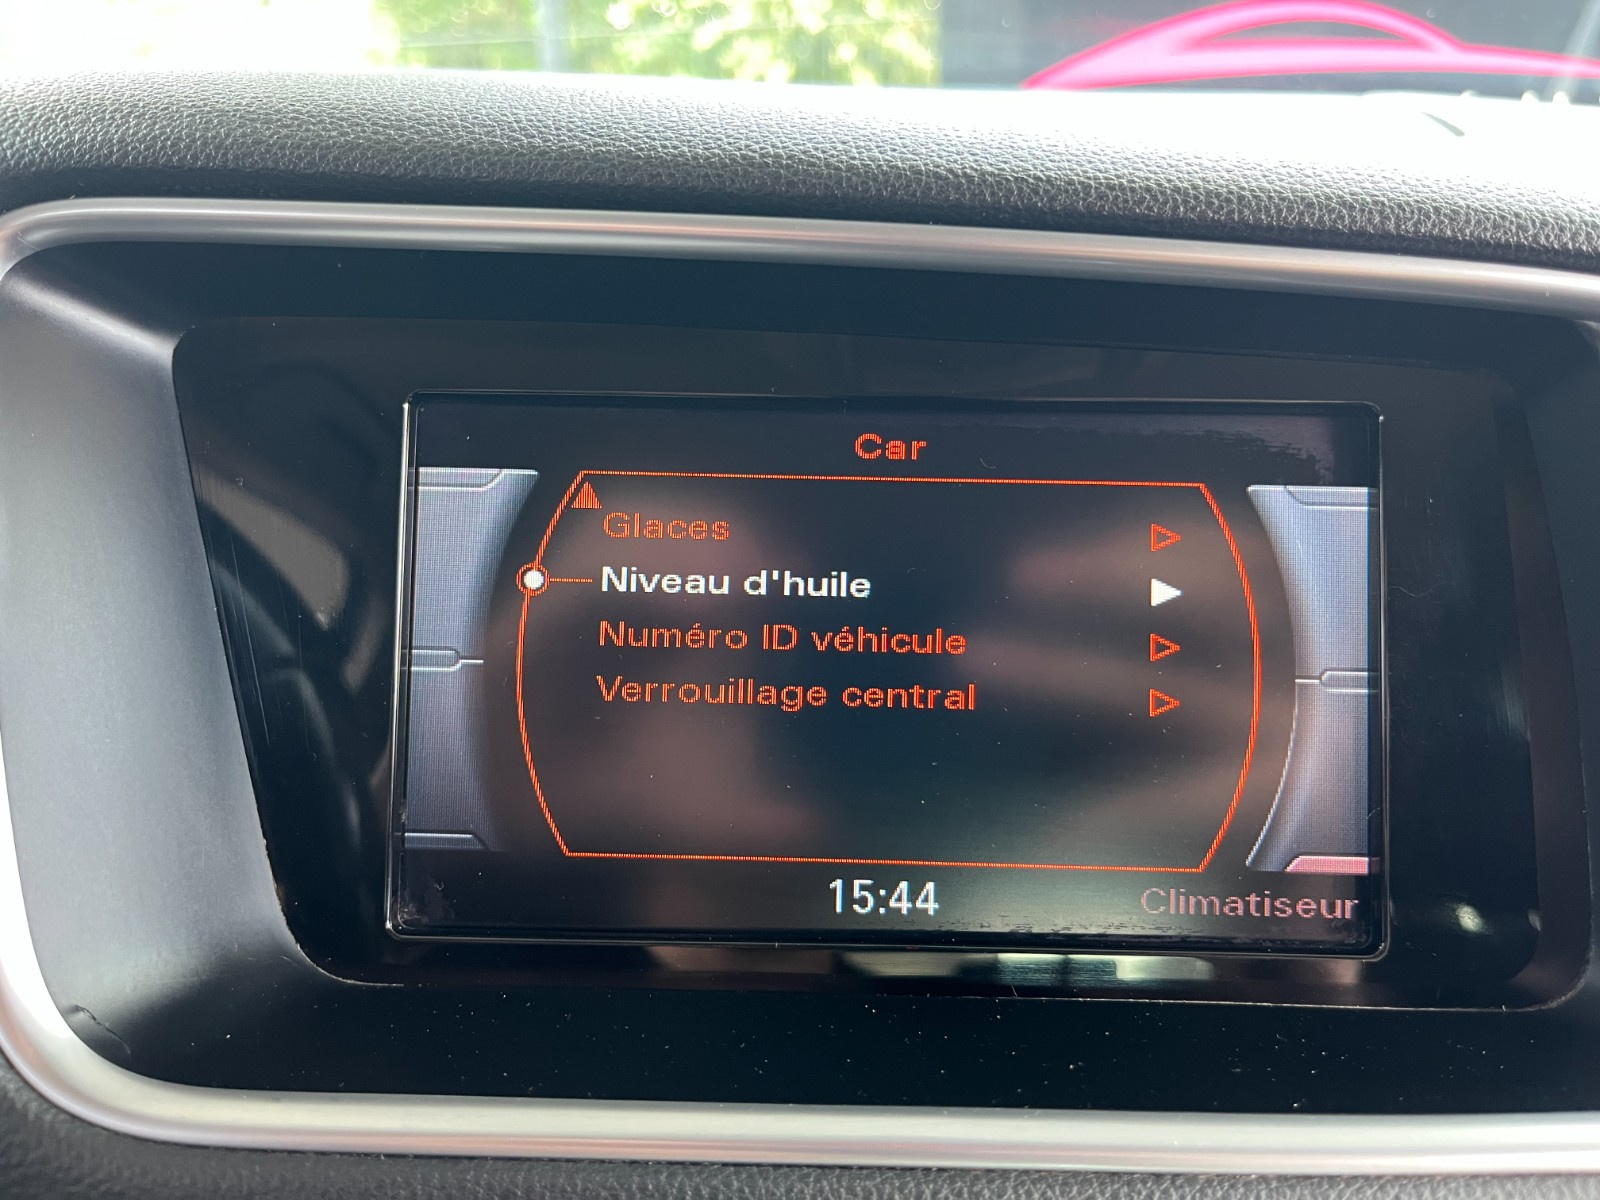 Car
Glaces
Niveau d'huile
Numéro ID véhicule
Verrouillage central
15:44
Climatiseur